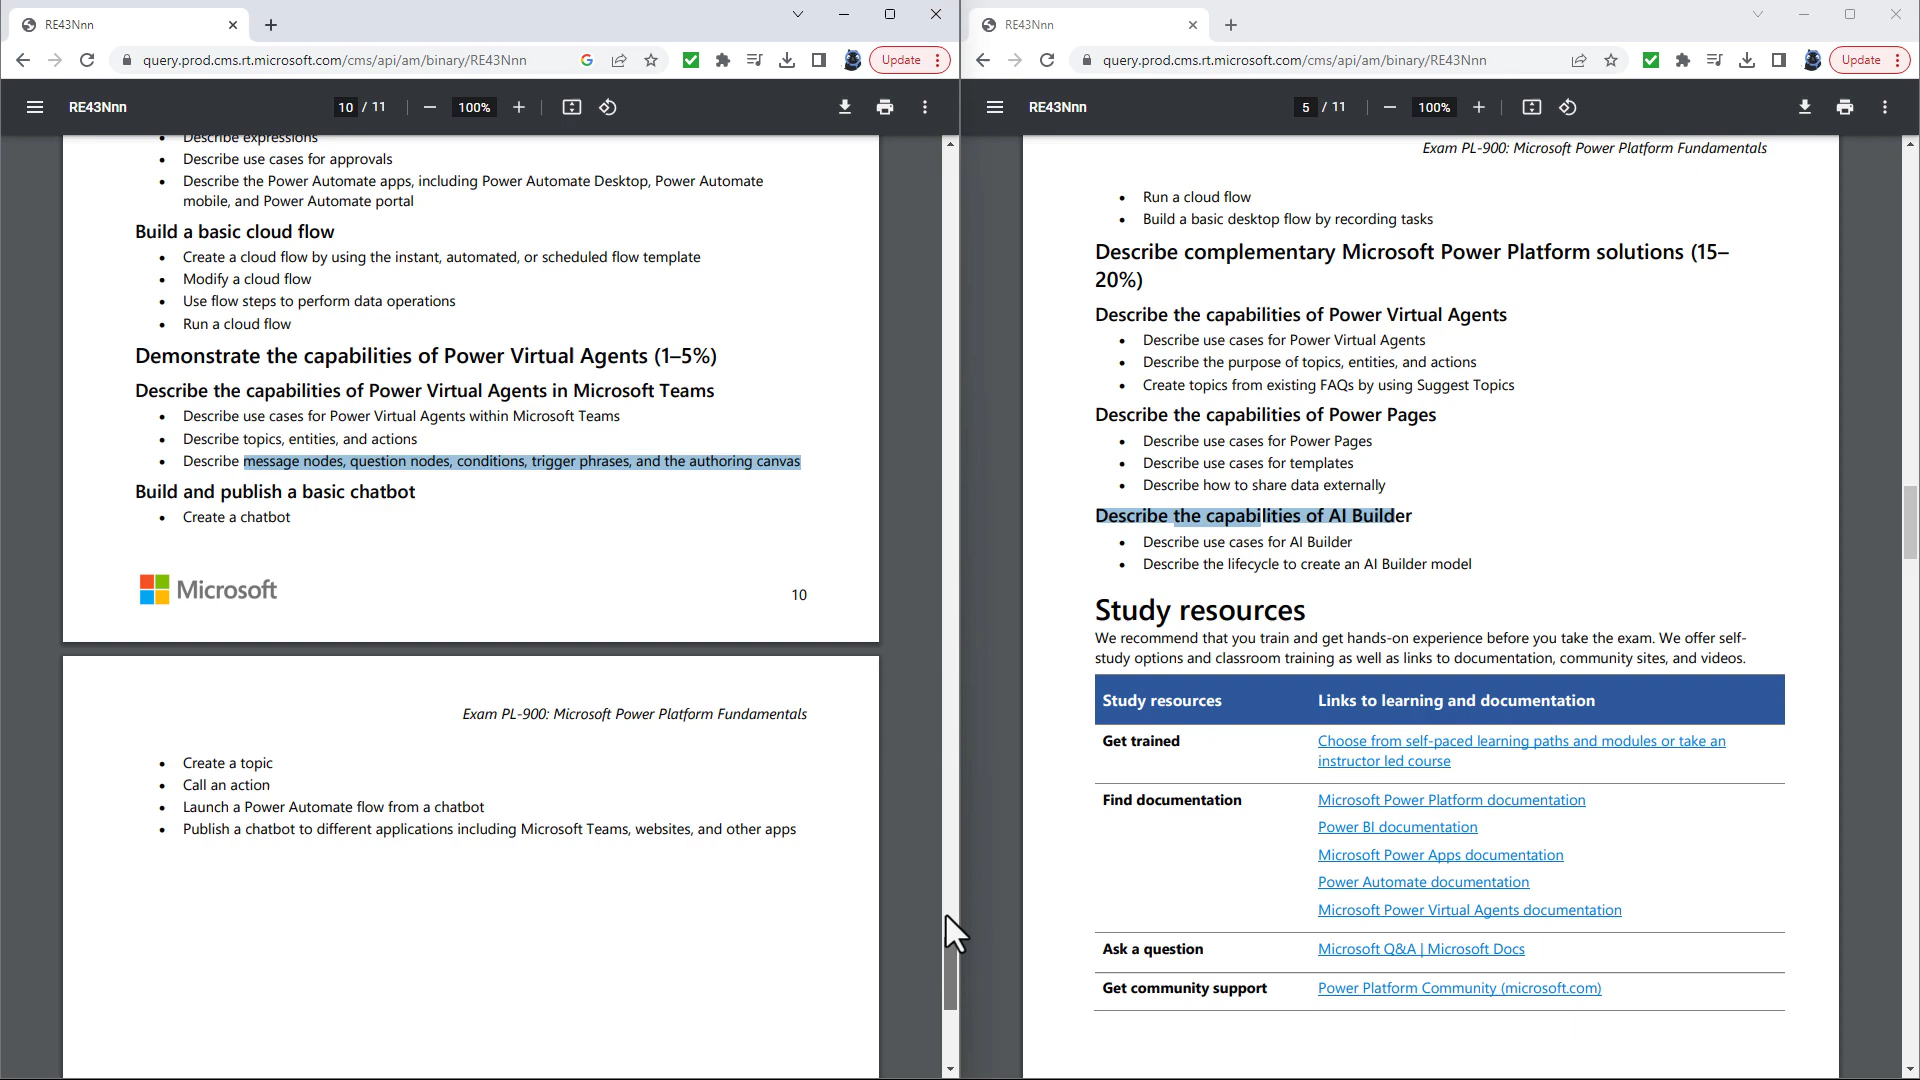 RE43Nnn
query.prod.cms.rt.microsoft.com/cms/api/am/binary/RE43Nnn
Update
RE43Nnn
10 / 11
100%
Describe expressions
Describe use cases for approvals
Describe the Power Automate apps, including Power Automate Desktop, Power Automate
mobile, and Power Automate portal
Build a basic cloud flow
Create a cloud flow by using the instant, automated, or scheduled flow template
Modify a cloud flow
Use flow steps to perform data operations
Run a cloud flow
Demonstrate the capabilities of Power Virtual Agents (1–5%)
Describe the capabilities of Power Virtual Agents in Microsoft Teams
Describe use cases for Power Virtual Agents within Microsoft Teams
Describe topics, entities, and actions
Describe message nodes, question nodes, conditions, trigger phrases, and the authoring canvas
Build and publish a basic chatbot
Create a chatbot
Microsoft
10
Exam PL-900: Microsoft Power Platform Fundamentals
Create a topic
Call an action
Launch a Power Automate flow from a chatbot
Publish a chatbot to different applications including Microsoft Teams, websites, and other apps
RE43Nnn
query.prod.cms.rt.microsoft.com/cms/api/am/binary/RE43Nnn
Update
RE43Nnn
5 / 11
100%
Exam PL-900: Microsoft Power Platform Fundamentals
Run a cloud flow
Build a basic desktop flow by recording tasks
Describe complementary Microsoft Power Platform solutions (15–
20%)
Describe the capabilities of Power Virtual Agents
Describe use cases for Power Virtual Agents
Describe the purpose of topics, entities, and actions
Create topics from existing FAQs by using Suggest Topics
Describe the capabilities of Power Pages
Describe use cases for Power Pages
Describe use cases for templates
Describe how to share data externally
Describe the capabilities of AI Builder
Describe use cases for AI Builder
Describe the lifecycle to create an AI Builder model
Study resources
We recommend that you train and get hands-on experience before you take the exam. We offer self-
study options and classroom training as well as links to documentation, community sites, and videos.
Study resources Links to learning and documentation
Get trained Choose from self-paced learning paths and modules or take an
instructor led course
Find documentation Microsoft Power Platform documentation
Power BI documentation
Microsoft Power Apps documentation
Power Automate documentation
Microsoft Power Virtual Agents documentation
Ask a question Microsoft Q&A | Microsoft Docs
Get community support Power Platform Community (microsoft.com)